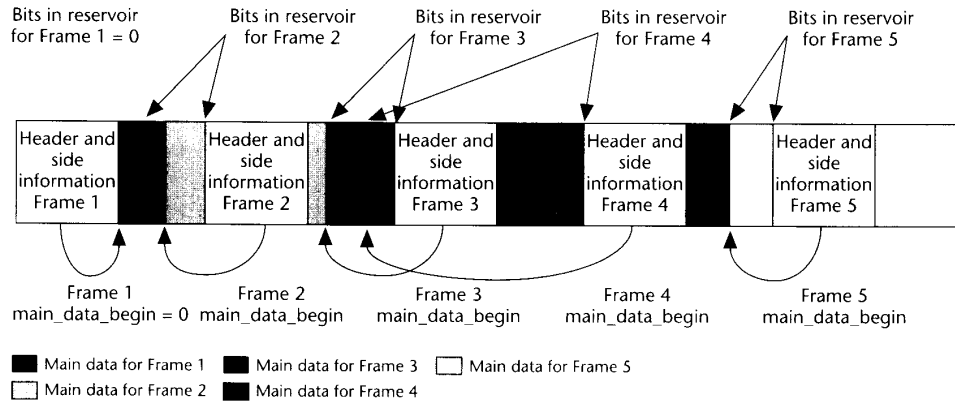 Bits in reservoir
for Frame 1 = 0
Bits in reservoir
for Frame 2
Bits in reservoir
for Frame 3
Bits in reservoir
for Frame 4
Bits in reservoir
for Frame 5
Header and
side
information
Frame 1
Header and
side
information
Frame 2
Header and
side
information
Frame 3
Header and
side
information
Frame 4
Header and
side
information
Frame 5
Frame 1
main_data_begin = 0
Frame 2
main_data_begin
Frame 3
main_data_begin
Frame 4
main_data_begin
Frame 5
main_data_begin
Main data for Frame 1
Main data for Frame 3
Main data for Frame 5
Main data for Frame 2
Main data for Frame 4